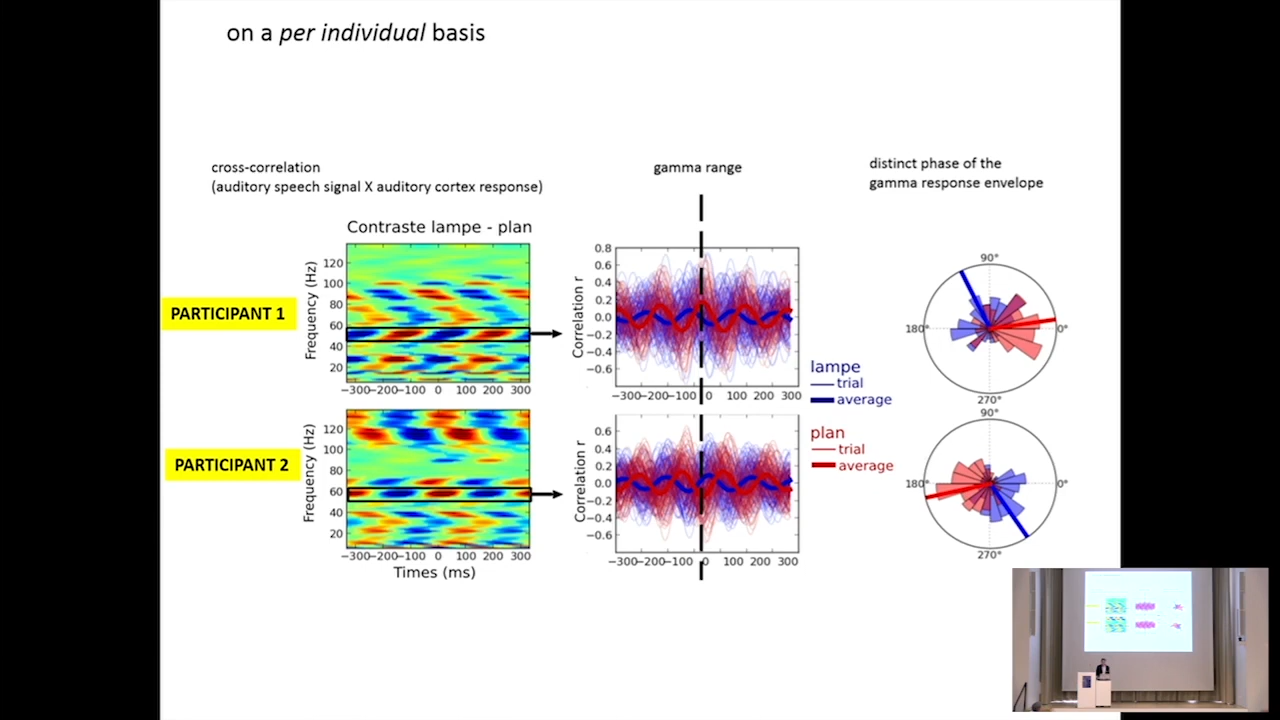 on a per individual basis
cross-correlation
(auditory speech signal X auditory cortex response)
gamma range
distinct phase of the
gamma response envelope
Contraste lampe - plan
PARTICIPANT 1
Frequency (Hz)
120
100
80
60
40
20
−300−200−100 0 100 200 300
Correlation r
0.8
0.6
0.4
0.2
0.0
−0.2
−0.4
−0.6
−300−200−100 0 100 200 300
90°
180°
0°
270°
lampe
trial
average
plan
trial
average
PARTICIPANT 2
Frequency (Hz)
120
100
80
60
40
20
−300−200−100 0 100 200 300
Times (ms)
Correlation r
0.6
0.4
0.2
0.0
−0.2
−0.4
−0.6
−300−200−100 0 100 200 300
90°
180°
0°
270°